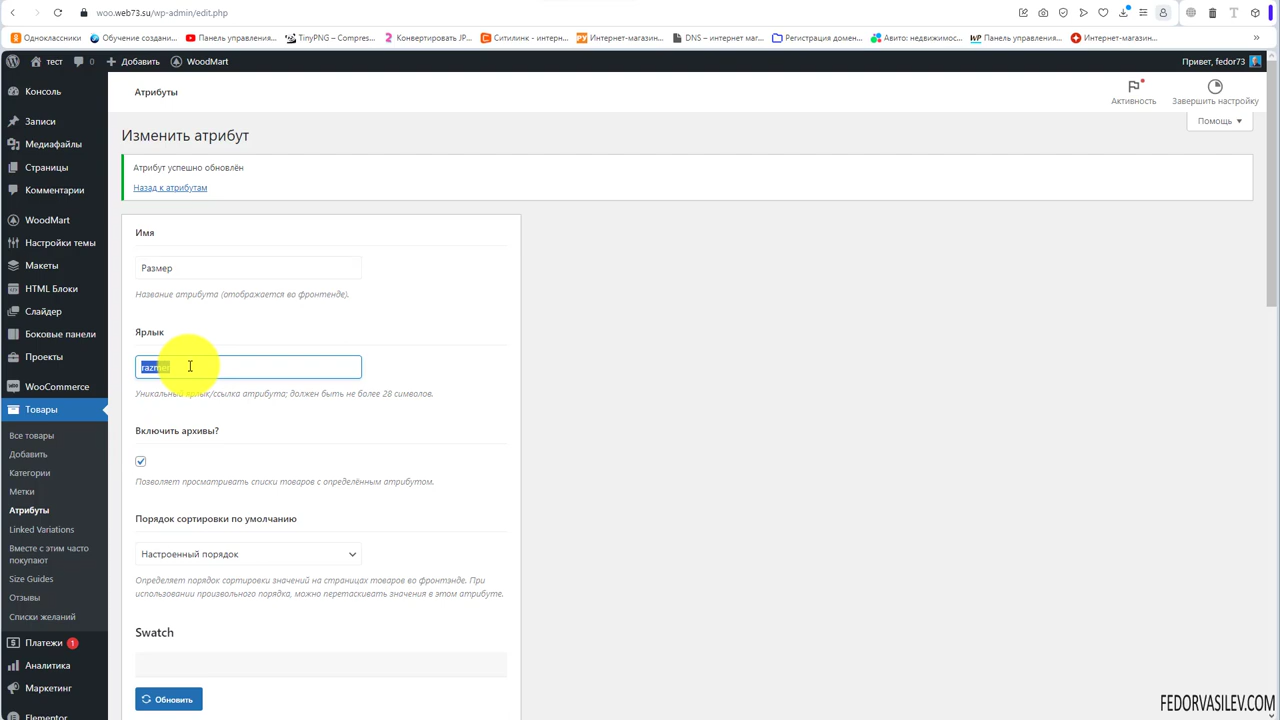 woo.web73.su/wp-admin/edit.php
Одноклассники
Обучение создани...
Панель управления...
TinyPNG – Compres...
Конвертировать JP...
Ситилинк - интерн...
Интернет-магазин...
DNS – интернет маг...
Регистрация домен...
Авито: недвижимос...
Панель управления...
Интернет-магазин...
тест
0
Добавить
WoodMart
Привет, fedor73
Консоль
Записи
Медиафайлы
Страницы
Комментарии
WoodMart
Настройки темы
Макеты
HTML Блоки
Слайдер
Боковые панели
Проекты
WooCommerce
Товары
Все товары
Добавить
Категории
Метки
Атрибуты
Linked Variations
Вместе с этим часто
покупают
Size Guides
Отзывы
Списки желаний
Платежи 1
Аналитика
Маркетинг
Elementor
Атрибуты
Активность
Завершить настройку
Помощь
Изменить атрибут
Атрибут успешно обновлён
Назад к атрибутам
Имя
Размер
Название атрибута (отображается во фронтенде).
Ярлык
razmer
Уникальный ярлык/ссылка атрибута; должен быть не более 28 символов.
Включить архивы?
Позволяет просматривать списки товаров с определённым атрибутом.
Порядок сортировки по умолчанию
Настроенный порядок
Определяет порядок сортировки значений на страницах товаров во фронтэнде. При
использовании произвольного порядка, можно перетаскивать значения в этом атрибуте.
Swatch
Обновить
FEDORVASILEV.COM